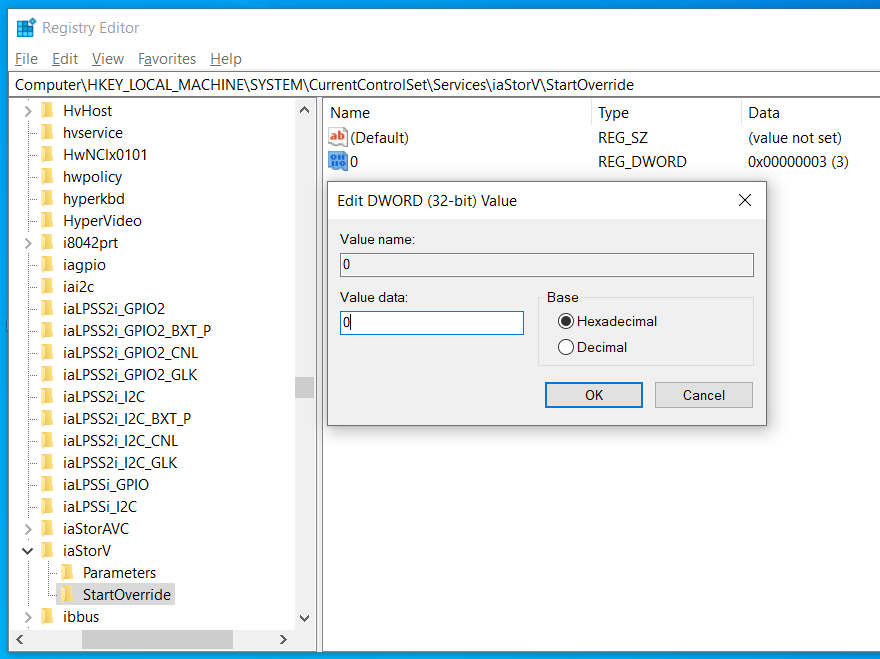 Registry Editor
File Edit View Favorites Help
Computer\HKEY_LOCAL_MACHINE\SYSTEM\CurrentControlSet\Services\iaStorV\StartOverride
HvHost
hvservice
HwNClx0101
hwpolicy
hyperkbd
HyperVideo
i8042prt
iagpio
iai2c
iaLPSS2i_GPIO2
iaLPSS2i_GPIO2_BXT_P
iaLPSS2i_GPIO2_CNL
iaLPSS2i_GPIO2_GLK
iaLPSS2i_I2C
iaLPSS2i_I2C_BXT_P
iaLPSS2i_I2C_CNL
iaLPSS2i_I2C_GLK
iaLPSSi_GPIO
iaLPSSi_I2C
iaStorAVC
iaStorV
Parameters
StartOverride
ibbus
Name Type Data
ab (Default) REG_SZ (value not set)
0 REG_DWORD 0x00000003 (3)
Edit DWORD (32-bit) Value
Value name:
0
Value data:
0
Base
Hexadecimal
Decimal
OK Cancel